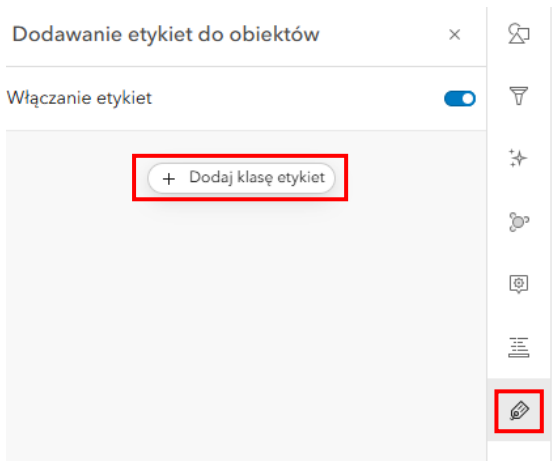 Dodawanie etykiet do obiektów
Włączanie etykiet
Dodaj klasę etykiet